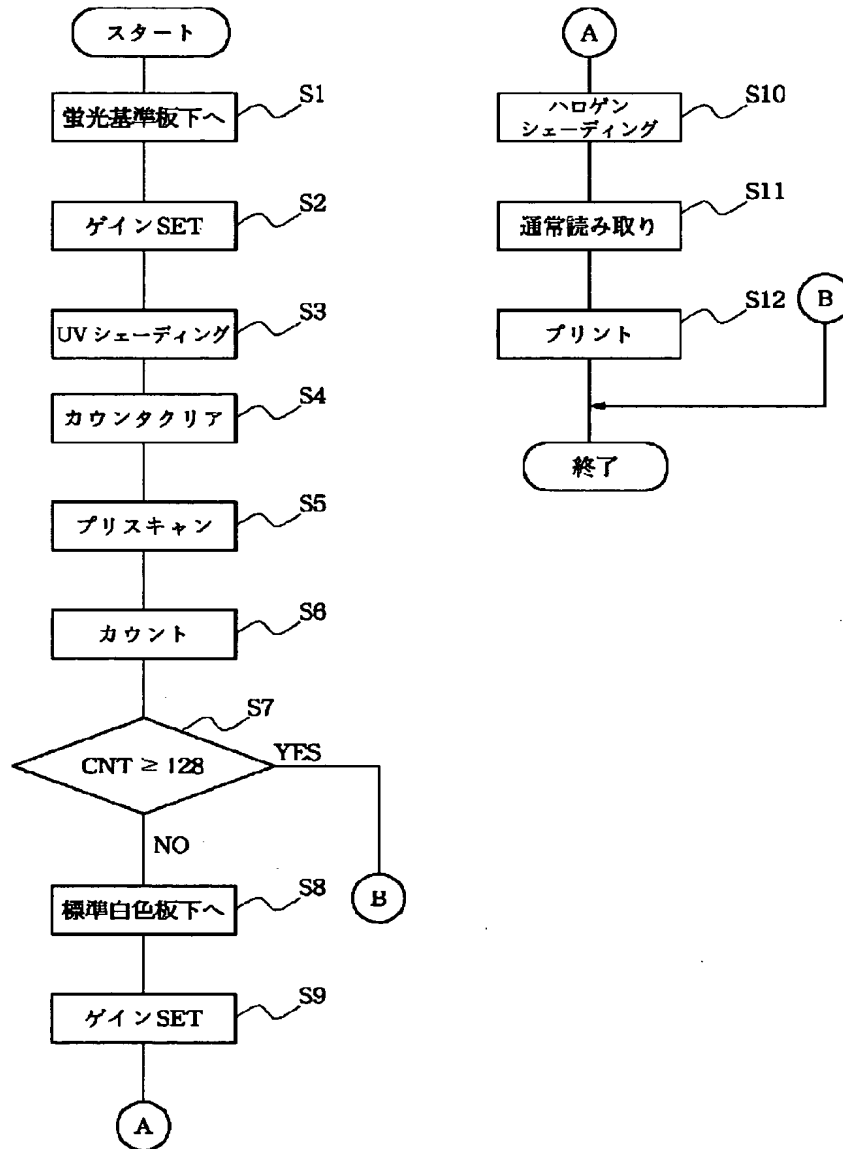 スタート
蛍光基準板下へ
S1
ゲインSET
S2
UVシェーディング
S3
カウンタクリア
S4
プリスキャン
S5
カウント
S6
S7
CNT ≥ 128
YES
NO
B
標準白色板下へ
S8
ゲインSET
S9
A
A
ハロゲン
シェーディング
S10
通常読み取り
S11
プリント
S12
B
終了